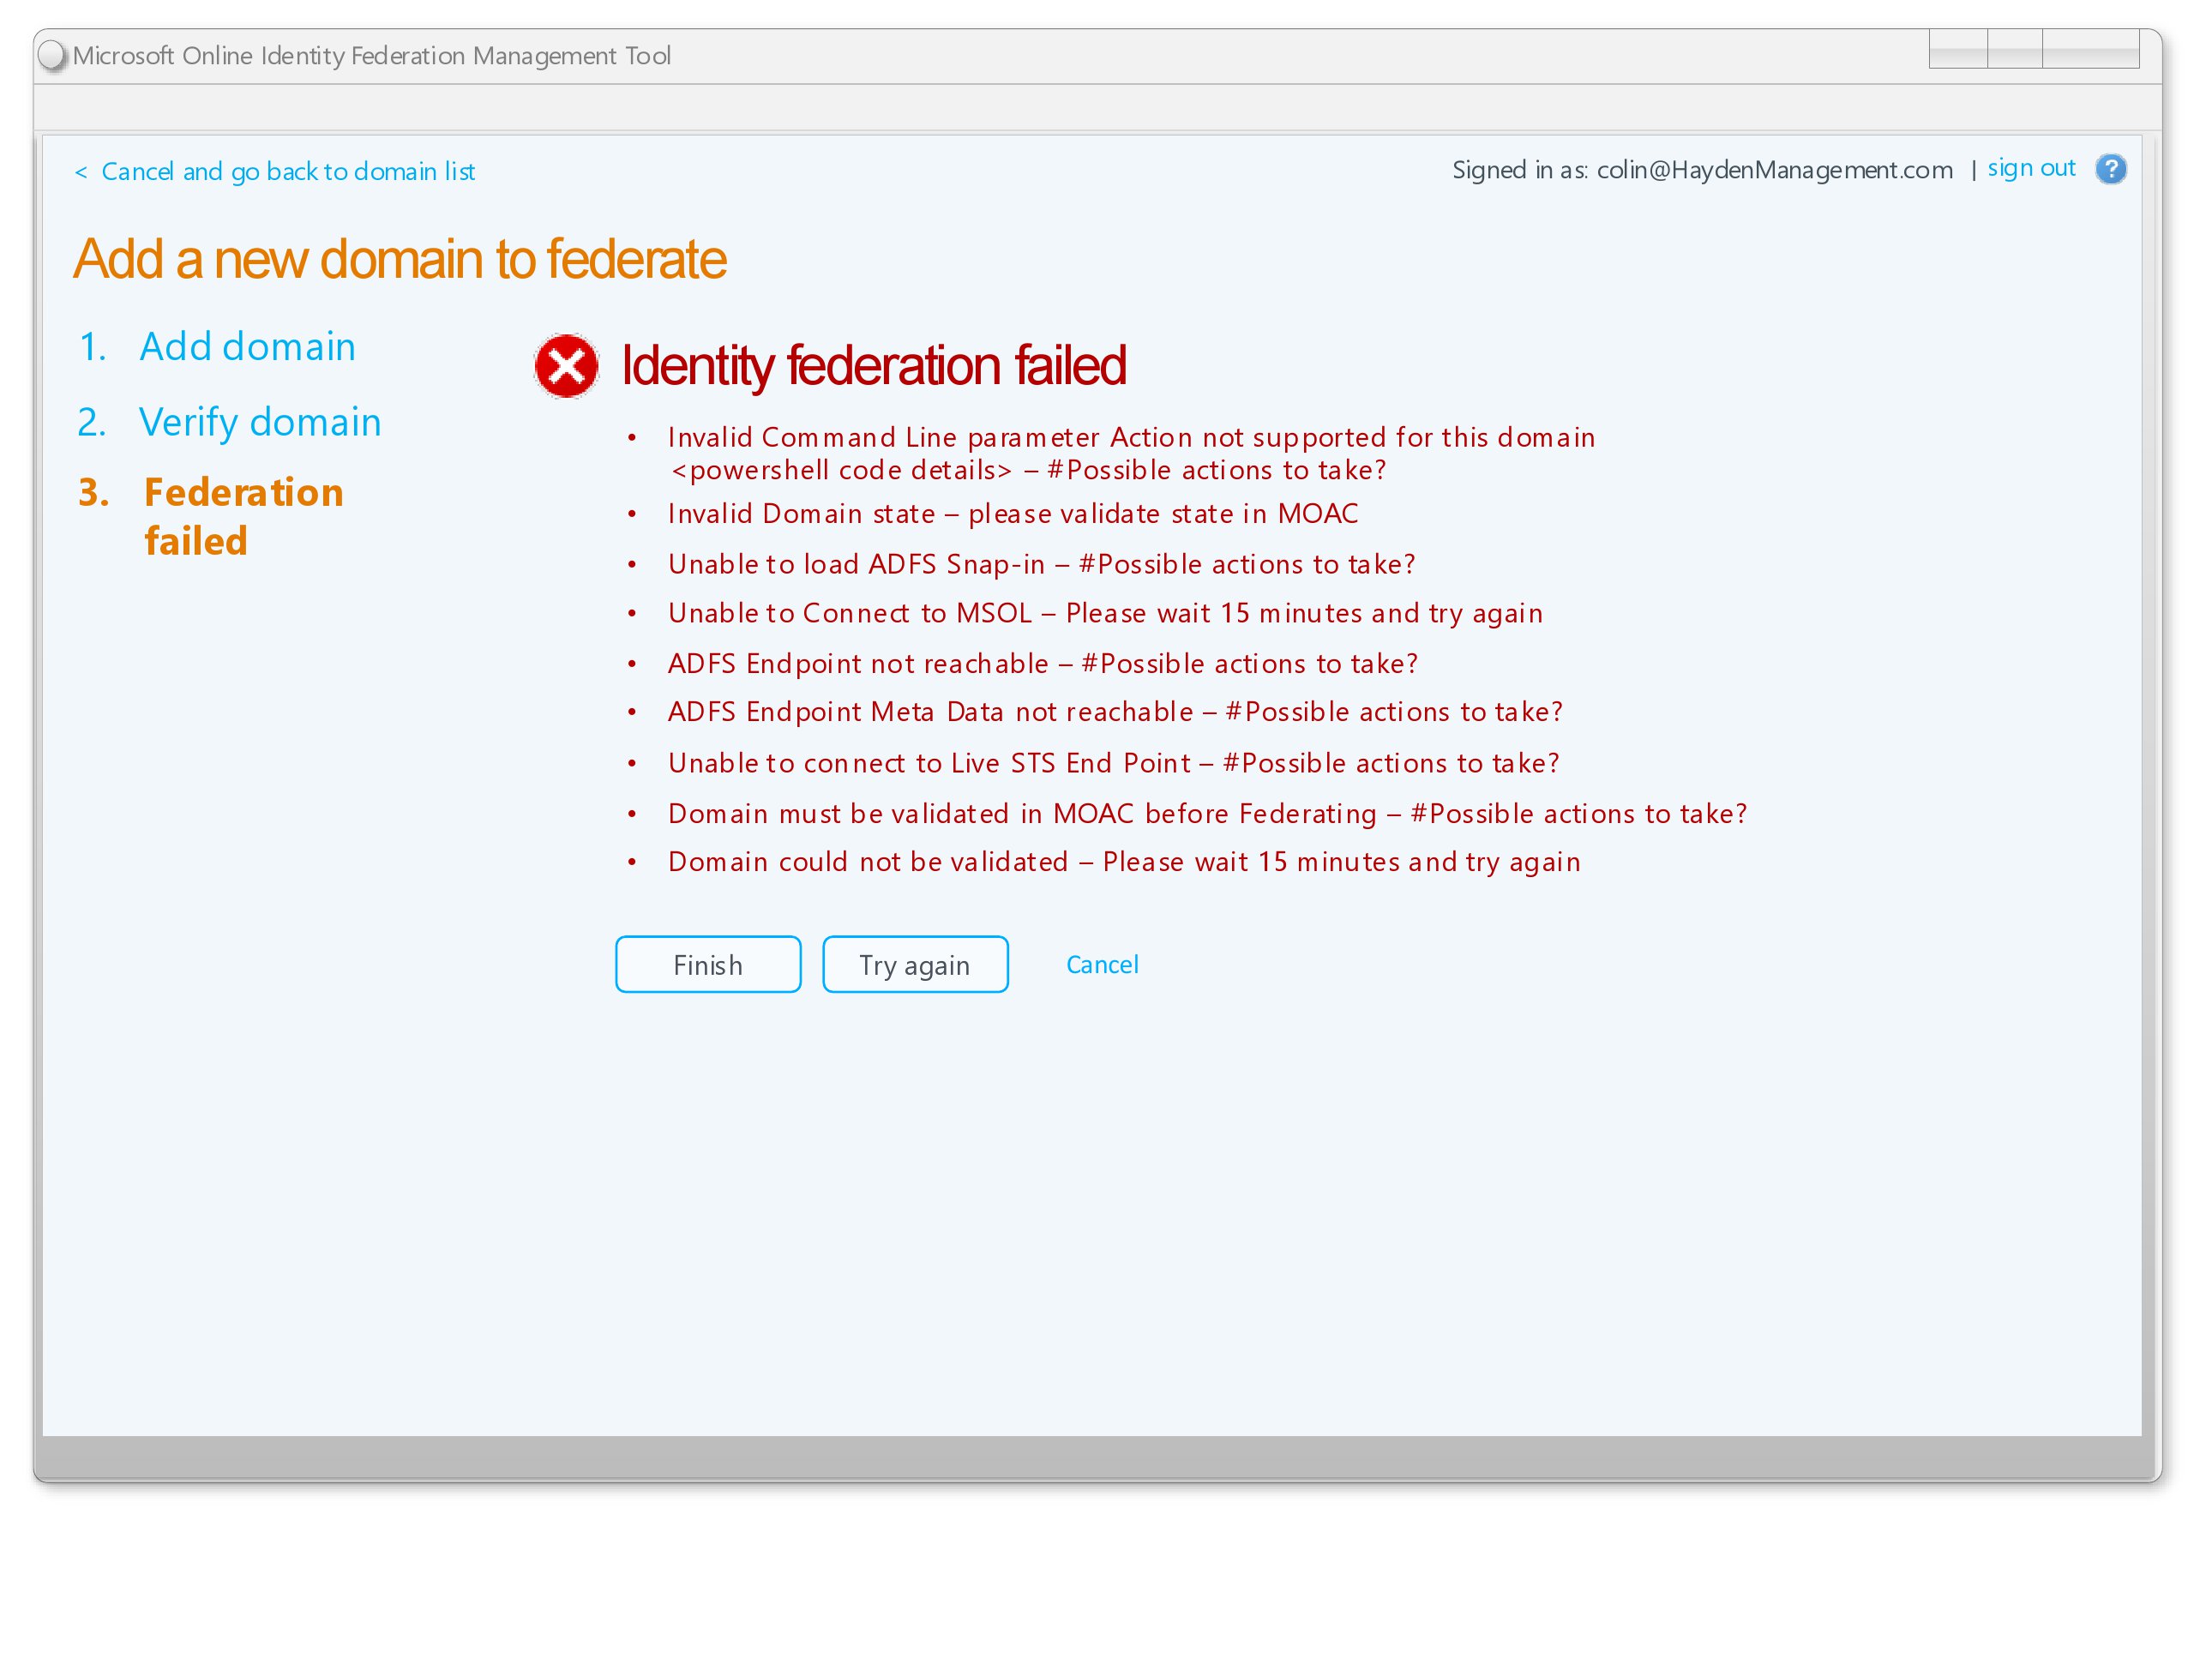 Microsoft Online Identity Federation Management Tool
< Cancel and go back to domain list
Signed in as: colin@HaydenManagement.com | sign out ?
Add a new domain to federate
1. Add domain
2. Verify domain
3. Federation
failed
Identity federation failed
• Invalid Command Line parameter Action not supported for this domain
<powershell code details> – #Possible actions to take?
• Invalid Domain state – please validate state in MOAC
• Unable to load ADFS Snap-in – #Possible actions to take?
• Unable to Connect to MSOL – Please wait 15 minutes and try again
• ADFS Endpoint not reachable – #Possible actions to take?
• ADFS Endpoint Meta Data not reachable – #Possible actions to take?
• Unable to connect to Live STS End Point – #Possible actions to take?
• Domain must be validated in MOAC before Federating – #Possible actions to take?
• Domain could not be validated – Please wait 15 minutes and try again
Finish Try again Cancel